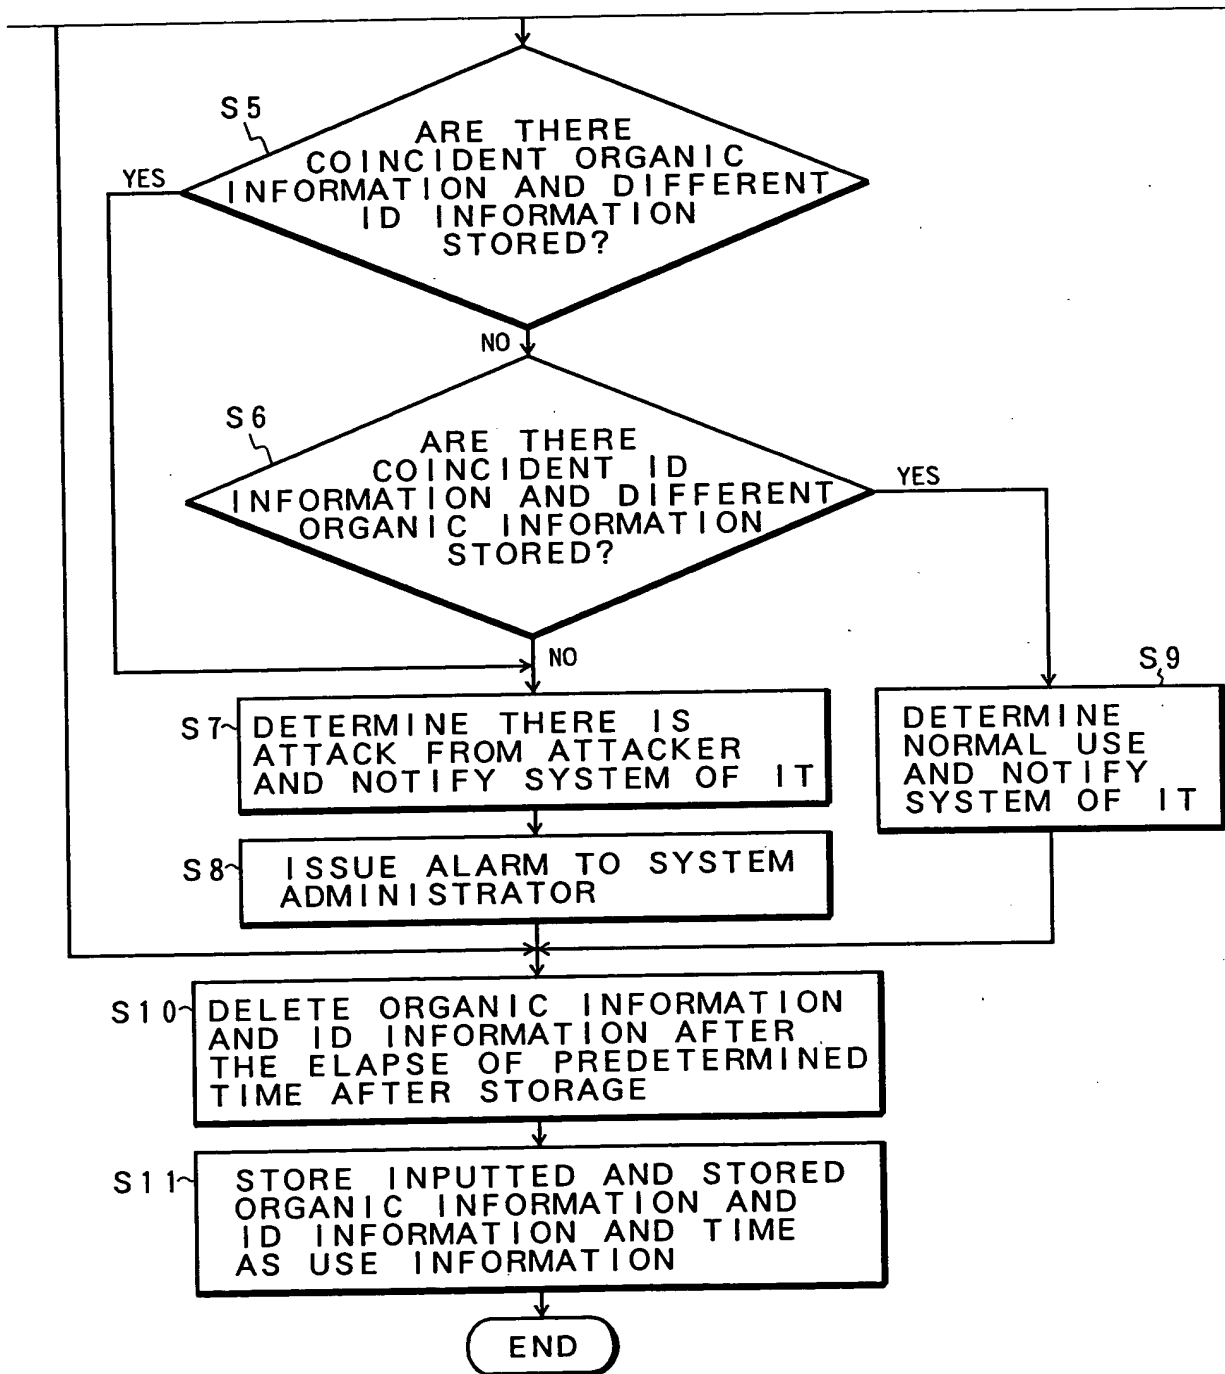 S5
ARE THERE
COINCIDENT ORGANIC
INFORMATION AND DIFFERENT
ID INFORMATION
STORED?
YES
NO
S6
ARE THERE
COINCIDENT ID
INFORMATION AND DIFFERENT
ORGANIC INFORMATION
STORED?
YES
NO
S7
DETERMINE THERE IS
ATTACK FROM ATTACKER
AND NOTIFY SYSTEM OF IT
S9
DETERMINE
NORMAL USE
AND NOTIFY
SYSTEM OF IT
S8
ISSUE ALARM TO SYSTEM
ADMINISTRATOR
S10
DELETE ORGANIC INFORMATION
AND ID INFORMATION AFTER
THE ELAPSE OF PREDETERMINED
TIME AFTER STORAGE
S11
STORE INPUTTED AND STORED
ORGANIC INFORMATION AND
ID INFORMATION AND TIME
AS USE INFORMATION
END